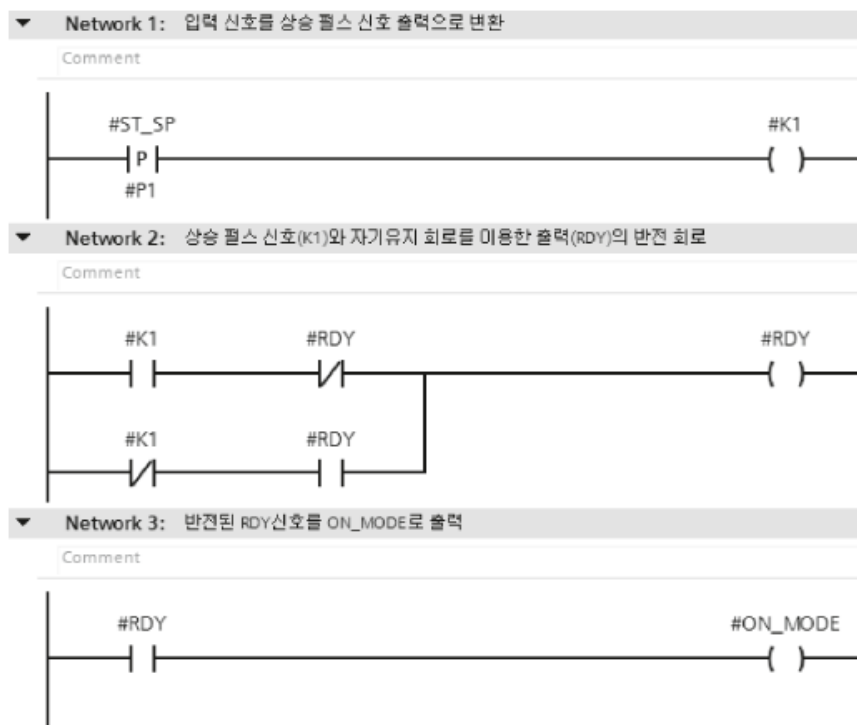 Network 1: 입력 신호를 상승 펄스 신호 출력으로 변환
Comment
#ST_SP
#K1
P
#P1
Network 2: 상승 펄스 신호(K1)와 자기유지 회로를 이용한 출력(RDY)의 반전 회로
Comment
#K1 #RDY #RDY
#K1 #RDY
Network 3: 반전된 RDY신호를 ON_MODE로 출력
Comment
#RDY #ON_MODE